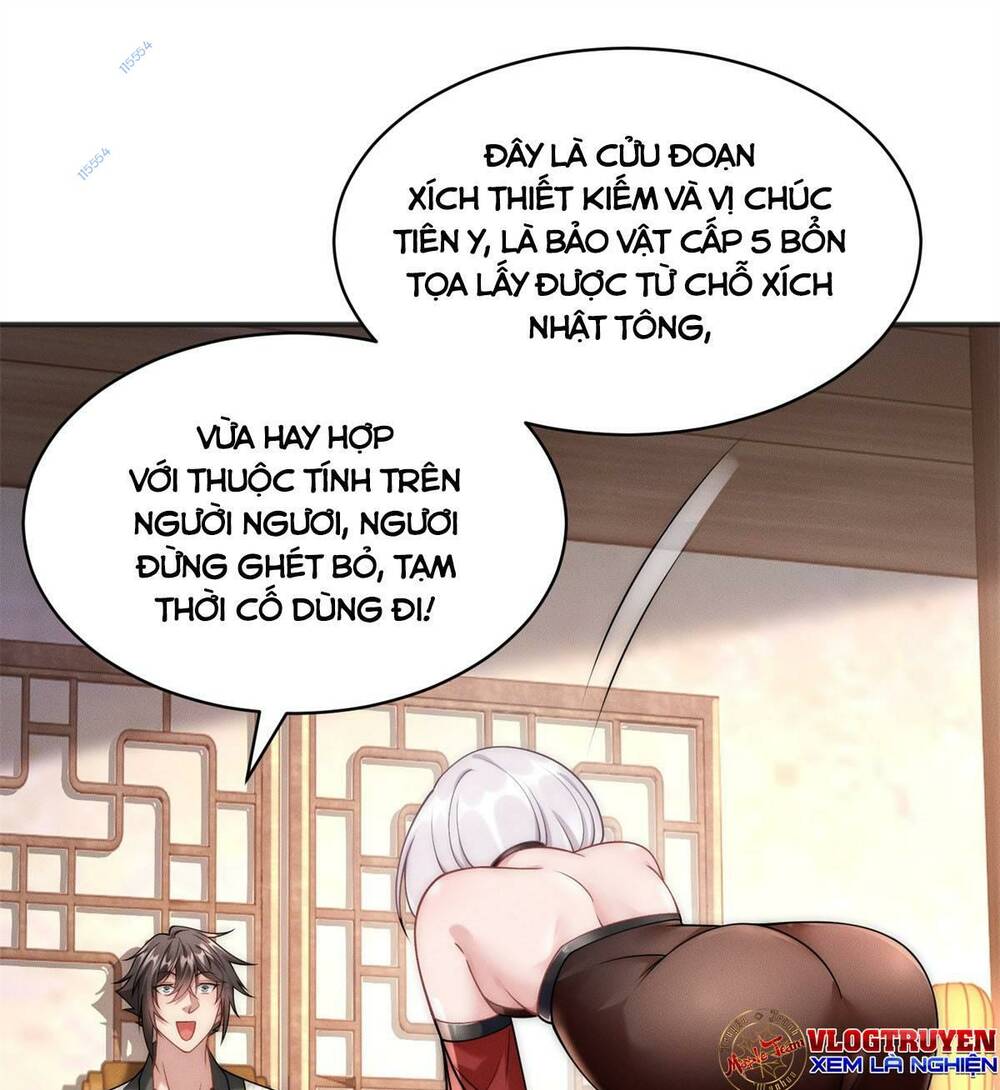 115554
115554
ĐÂY LÀ CỬU ĐOẠN
XÍCH THIẾT KIẾM VÀ VỊ CHÚC
TIÊN Y, LÀ BẢO VẬT CẤP 5 BỔN
TỌA LẤY ĐƯỢC TỪ CHỖ XÍCH
NHẬT TÔNG,
VỪA HAY HỢP
VỚI THUỘC TÍNH TRÊN
NGƯỜI NGƯƠI, NGƯƠI
ĐỪNG GHÉT BỎ, TẠM
THỜI CỐ DÙNG ĐI!
VLOGTRUYEN
XEM LÀ NGHIỆN